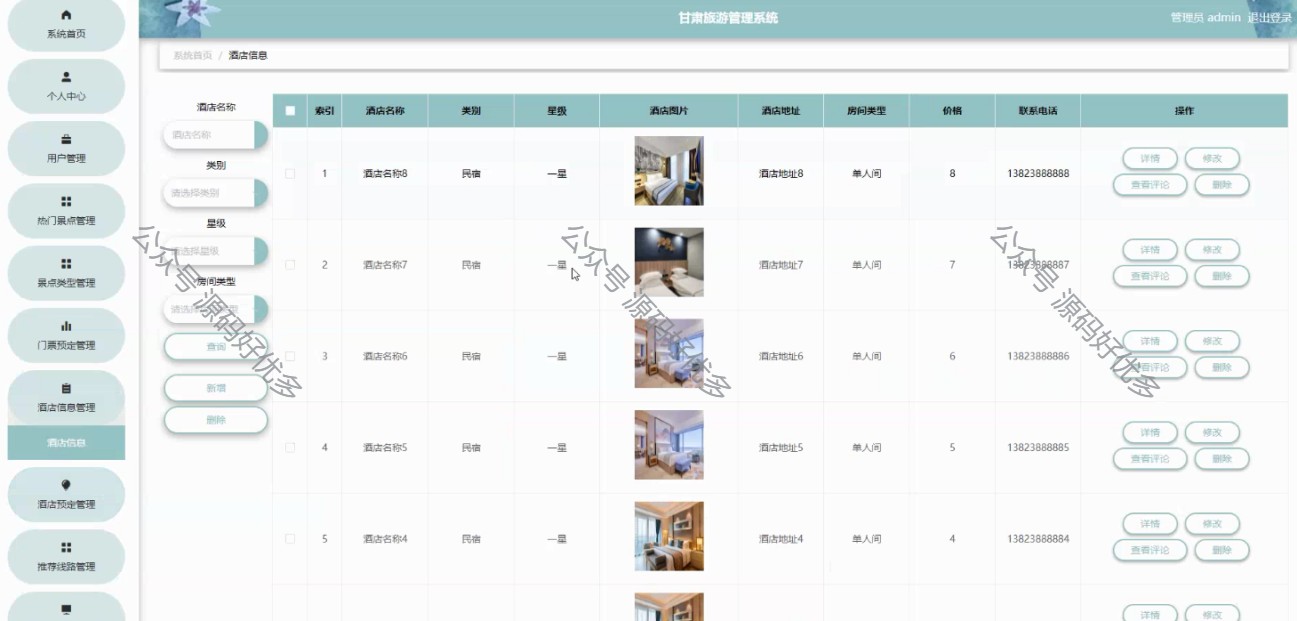 甘肃旅游管理系统
管理员 admin 退出登录
系统首页
个人中心
用户管理
热门景点管理
景点类型管理
门票预定管理
酒店信息管理
酒店信息
酒店预定管理
推荐线路管理
系统首页 / 酒店信息
酒店名称
酒店名称
类别
请选择类别
星级
请选择星级
房间类型
请选择房间类型
查询
新增
删除
索引 酒店名称 类别 星级 酒店图片 酒店地址 房间类型 价格 联系电话 操作
1 酒店名称8 民宿 一星 酒店地址8 单人间 8 13823888888 详情 修改
查看评论 删除
2 酒店名称7 民宿 一星 酒店地址7 单人间 7 13823888887 详情 修改
查看评论 删除
3 酒店名称6 民宿 一星 酒店地址6 单人间 6 13823888886 详情 修改
查看评论 删除
4 酒店名称5 民宿 一星 酒店地址5 单人间 5 13823888885 详情 修改
查看评论 删除
5 酒店名称4 民宿 一星 酒店地址4 单人间 4 13823888884 详情 修改
查看评论 删除
详情 修改
公众号 源码好优多
公众号 源码好优多
公众号 源码好优多